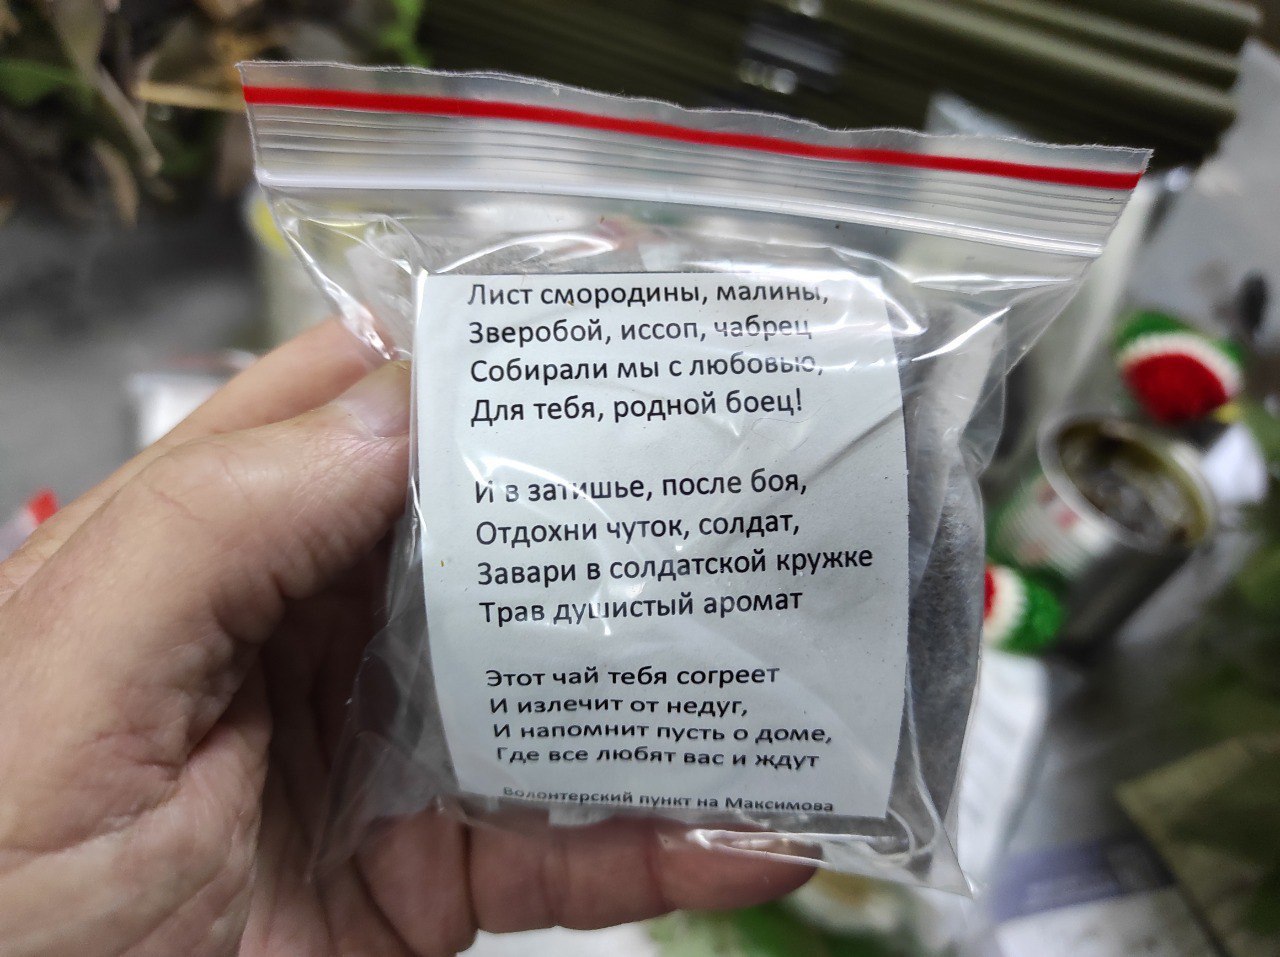 Лист смородины, малины,
Зверобой, иссоп, чабрец
Собирали мы с любовью,
Для тебя, родной боец!
И в затишье, после боя,
Отдохни чуток, солдат,
Завари в солдатской кружке
Трав душистый аромат
Этот чай тебя согреет
И излечит от недуг,
И напомнит пусть о доме,
Где все любят вас и ждут
Волонтерский пункт на Максимова